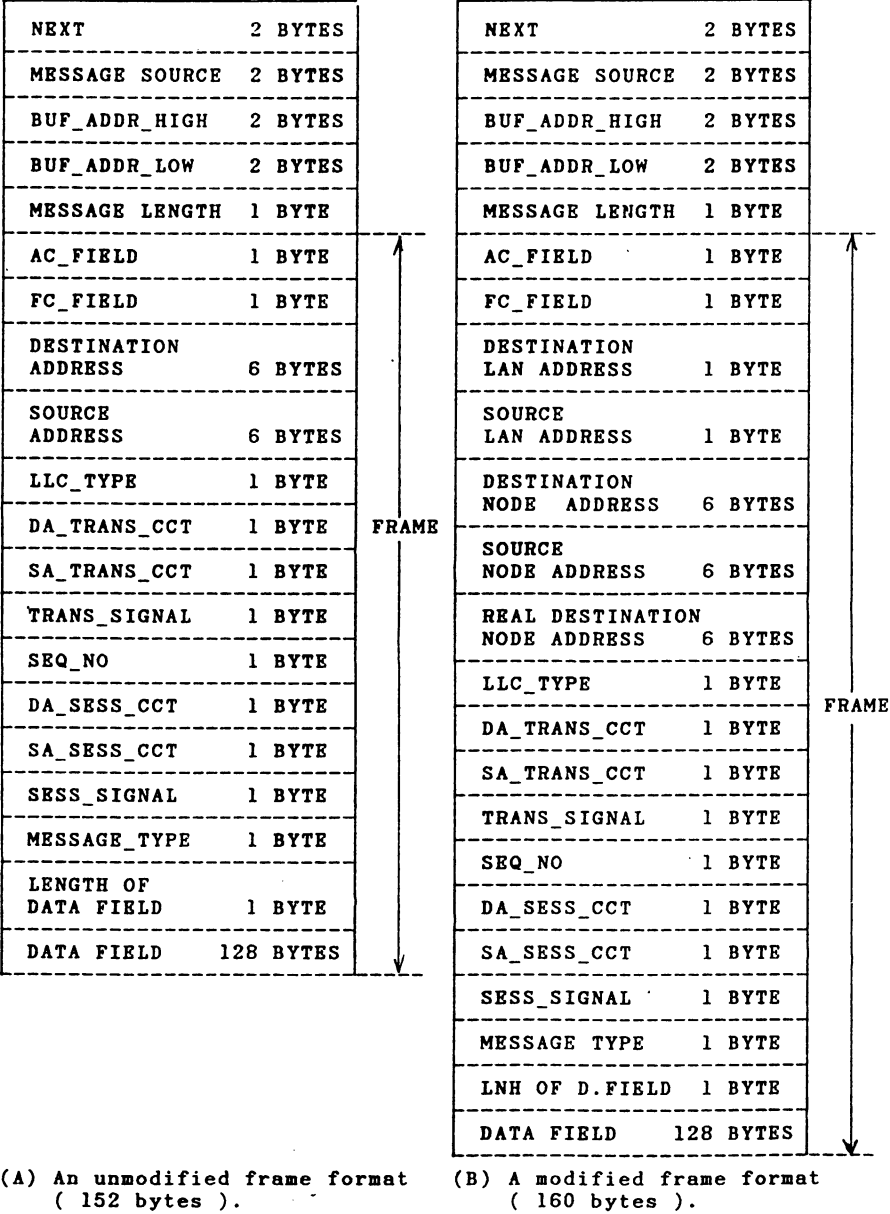 NEXT 2 BYTES
MESSAGE SOURCE 2 BYTES
BUF_ADDR_HIGH 2 BYTES
BUF_ADDR_LOW 2 BYTES
MESSAGE LENGTH 1 BYTE
AC_FIELD 1 BYTE
FC_FIELD 1 BYTE
DESTINATION
ADDRESS 6 BYTES
SOURCE
ADDRESS 6 BYTES
LLC_TYPE 1 BYTE
DA_TRANS_CCT 1 BYTE
SA_TRANS_CCT 1 BYTE
TRANS_SIGNAL 1 BYTE
SEQ_NO 1 BYTE
DA_SESS_CCT 1 BYTE
SA_SESS_CCT 1 BYTE
SESS_SIGNAL 1 BYTE
MESSAGE_TYPE 1 BYTE
LENGTH OF
DATA FIELD 1 BYTE
DATA FIELD 128 BYTES
FRAME
(A) An unmodified frame format
( 152 bytes ).
NEXT 2 BYTES
MESSAGE SOURCE 2 BYTES
BUF_ADDR_HIGH 2 BYTES
BUF_ADDR_LOW 2 BYTES
MESSAGE LENGTH 1 BYTE
AC_FIELD 1 BYTE
FC_FIELD 1 BYTE
DESTINATION
LAN ADDRESS 1 BYTE
SOURCE
LAN ADDRESS 1 BYTE
DESTINATION
NODE ADDRESS 6 BYTES
SOURCE
NODE ADDRESS 6 BYTES
REAL DESTINATION
NODE ADDRESS 6 BYTES
LLC_TYPE 1 BYTE
DA_TRANS_CCT 1 BYTE
SA_TRANS_CCT 1 BYTE
TRANS_SIGNAL 1 BYTE
SEQ_NO 1 BYTE
DA_SESS_CCT 1 BYTE
SA_SESS_CCT 1 BYTE
SESS_SIGNAL 1 BYTE
MESSAGE TYPE 1 BYTE
LNH OF D.FIELD 1 BYTE
DATA FIELD 128 BYTES
FRAME
(B) A modified frame format
( 160 bytes ).